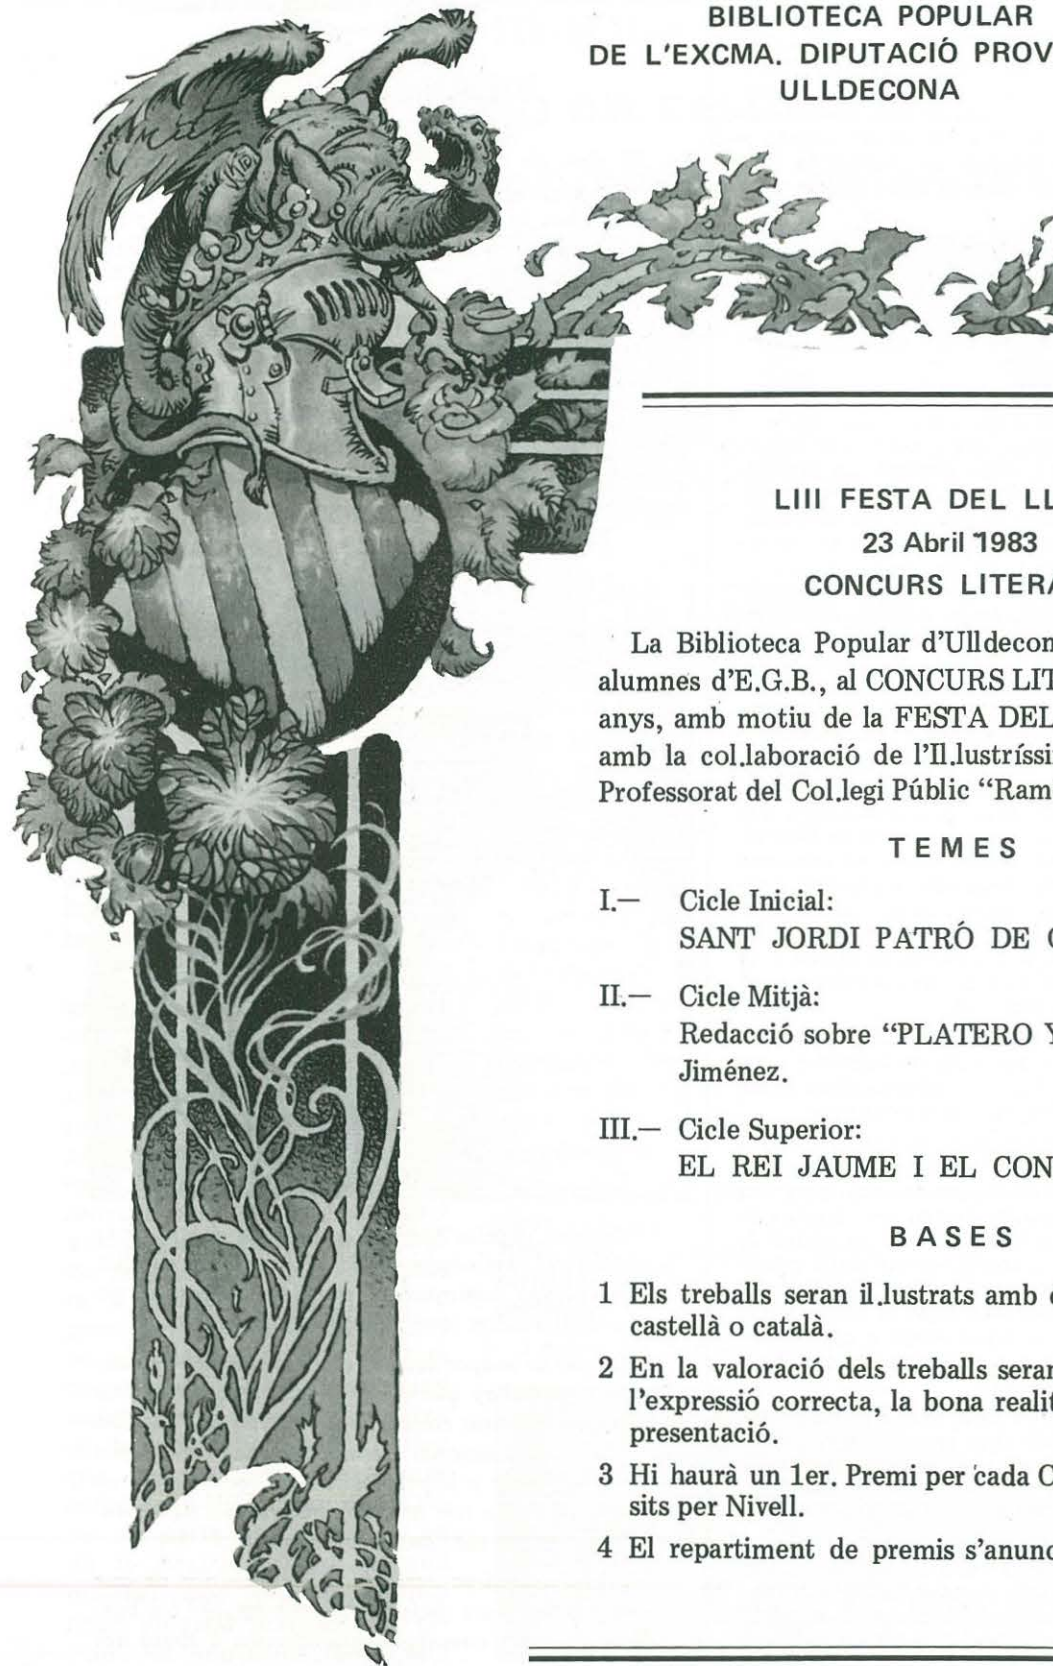 BIBLIOTECA POPULAR
DE L'EXCMA. DIPUTACIÓ PROV
ULLDECONA
LIII FESTA DEL LL
23 Abril 1983
CONCURS LITERA
La Biblioteca Popular d'Ulldecon
alumnes d'E.G.B., al CONCURS LIT
anys, amb motiu de la FESTA DEL
amb la col.laboració de l'Il.lustríssi
Professorat del Col.legi Públic “Ram
TEMES
I.— Cicle Inicial:
SANT JORDI PATRÓ DE
II.— Cicle Mitjà:
Redacció sobre “PLATERO Y
Jiménez.
III.— Cicle Superior:
EL REI JAUME I EL CON
BASES
1 Els treballs seran il.lustrats amb
castellà o català.
2 En la valoració dels treballs seran
l'expressió correcta, la bona realit
presentació.
3 Hi haurà un 1er. Premi per cada C
sits per Nivell.
4 El repartiment de premis s'anunc